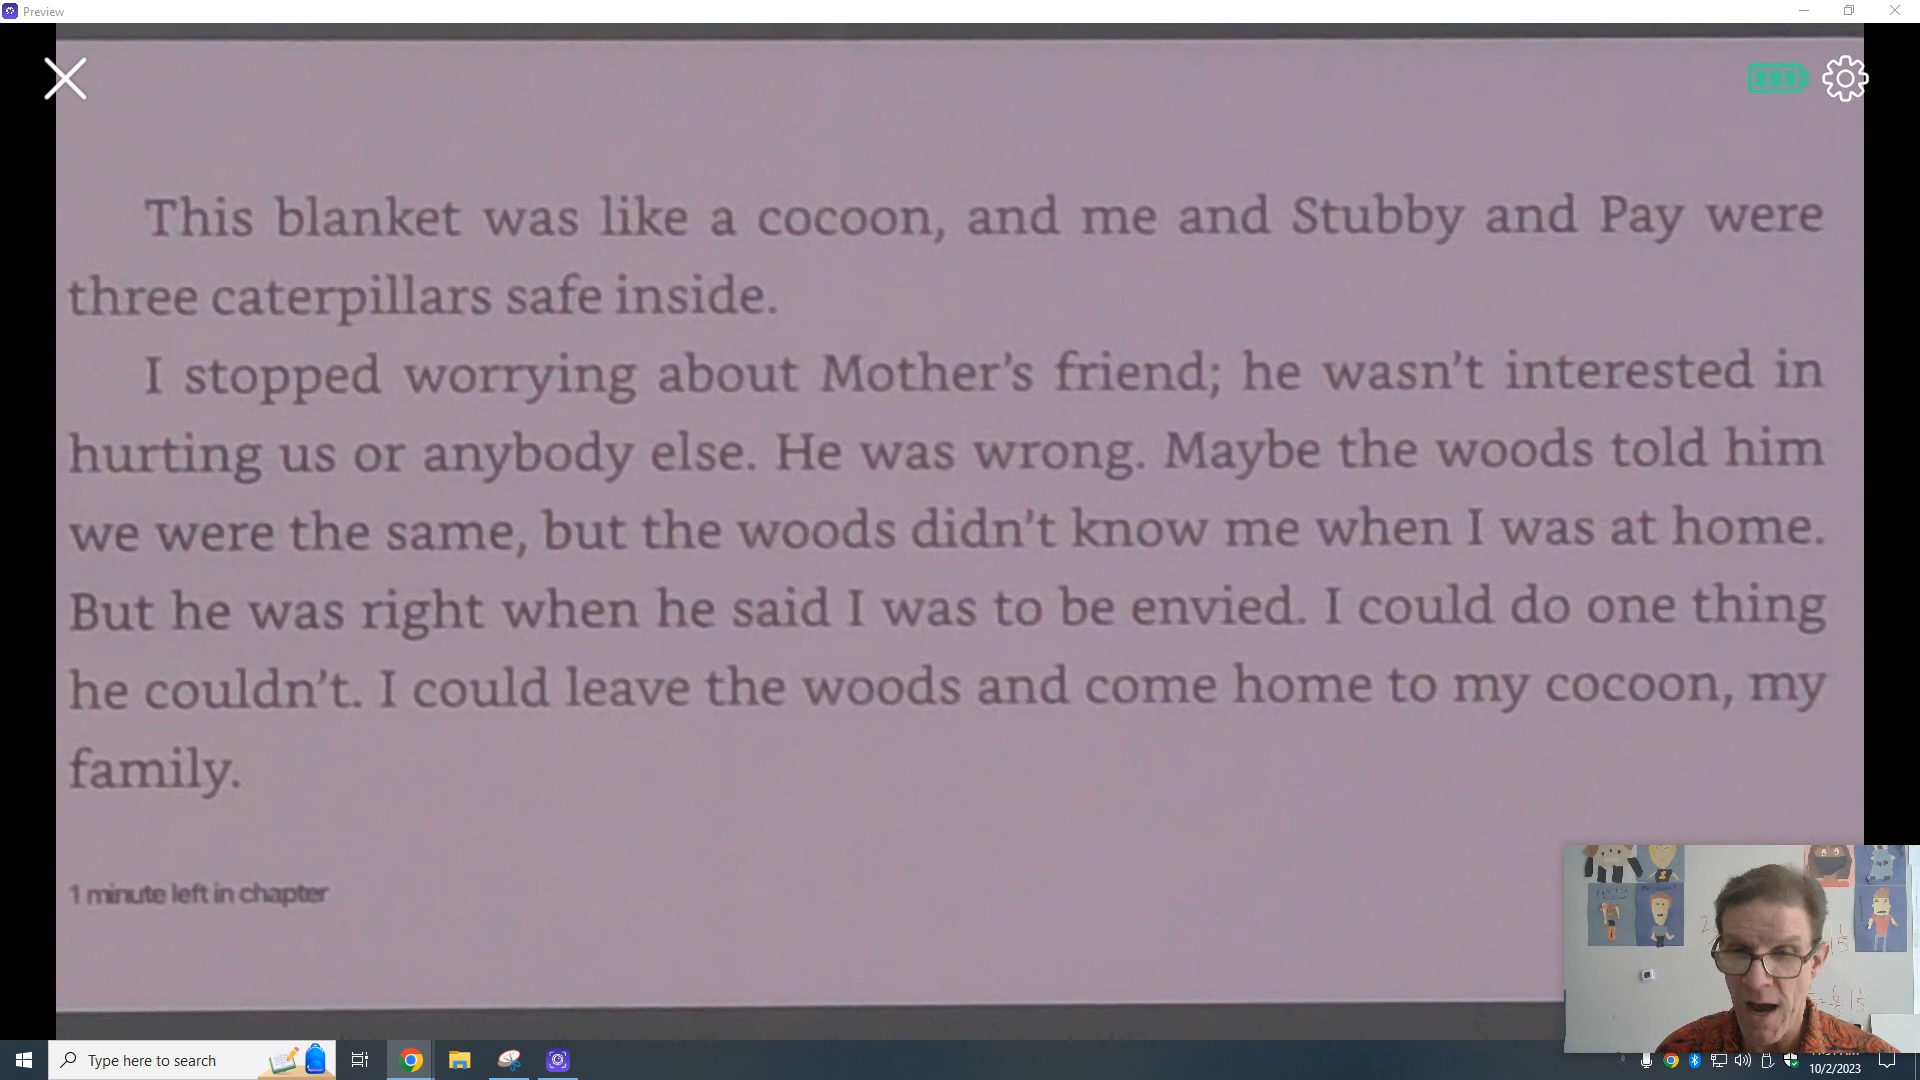 Preview
This blanket was like a cocoon, and me and Stubby and Pay were
three caterpillars safe inside.
I stopped worrying about Mother's friend; he wasn't interested in
hurting us or anybody else. He was wrong. Maybe the woods told him
we were the same, but the woods didn't know me when I was at home.
But he was right when he said I was to be envied. I could do one thing
he couldn't. I could leave the woods and come home to my cocoon, my
family.
1 minute left in chapter
Type here to search
10/2/2023